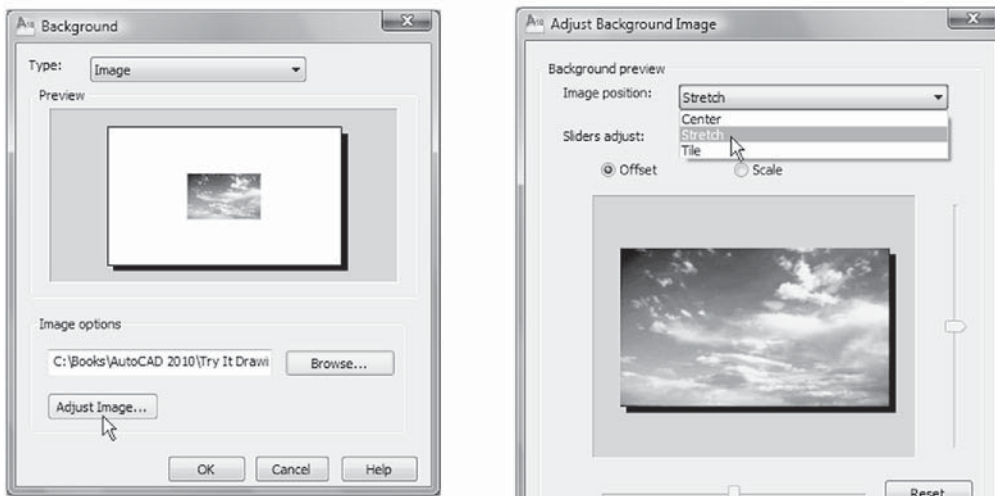 Background
Type: Image
Preview
Image options
C:\Books\AutoCAD 2010\Try It Drawi Browse...
Adjust Image...
OK Cancel Help
Adjust Background Image
Background preview
Image position: Stretch
Center
Stretch
Sliders adjust:
Tile
Offset Scale
Reset